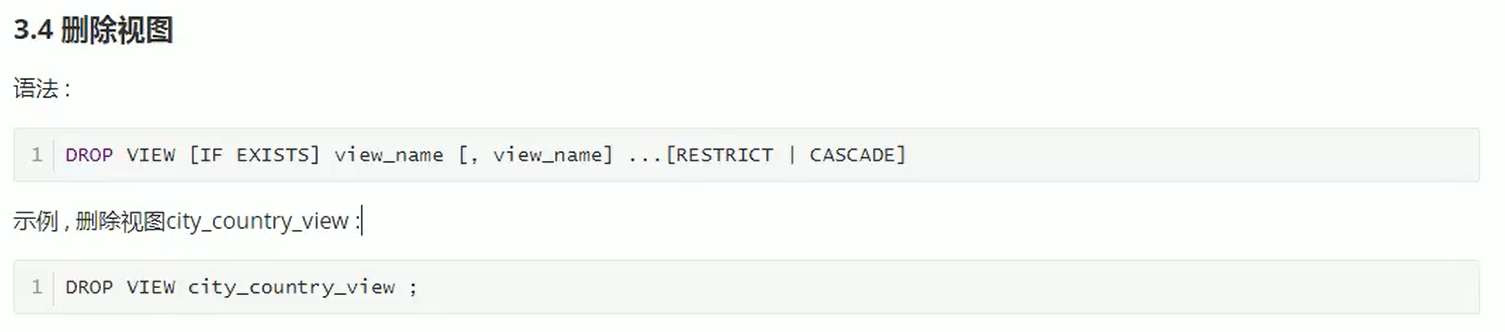 3.4 删除视图
语法 :
1 DROP VIEW [IF EXISTS] view_name [, view_name] ...[RESTRICT | CASCADE]
示例 , 删除视图city_country_view :
1 DROP VIEW city_country_view ;